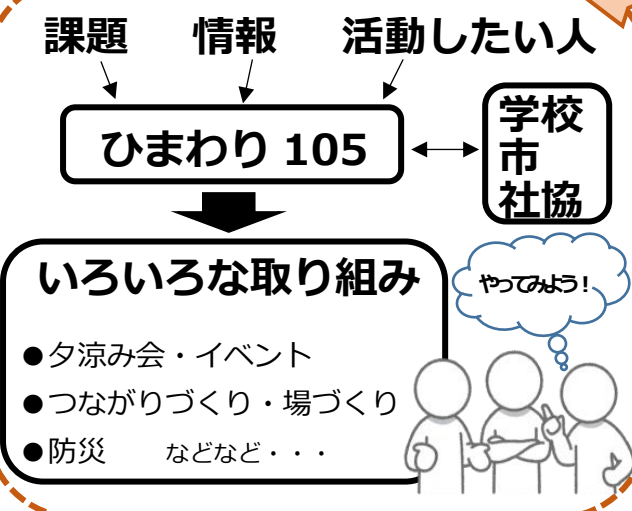 課題　情報　活動したい人
ひまわり 105
学校
市
社協
いろいろな取り組み
●夕涼み会・イベント
●つながりづくり・場づくり
●防災　などなど・・・
やってみよう！